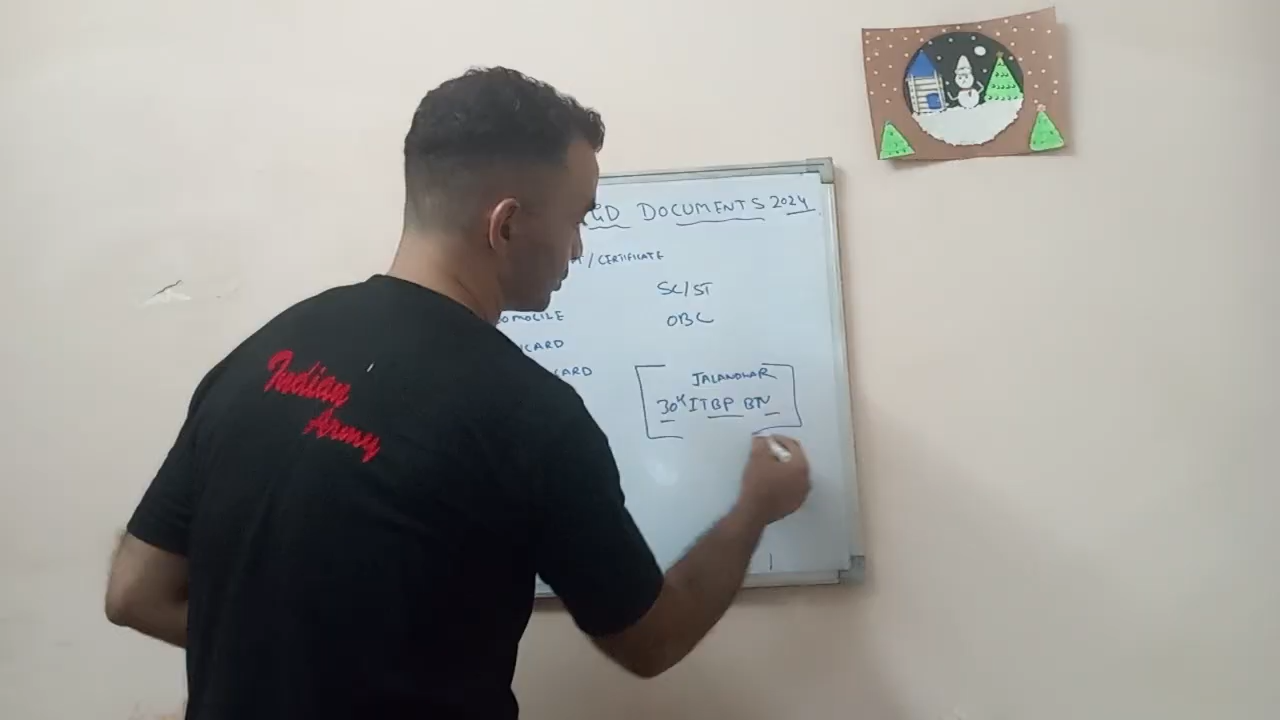 GD DOCUMENTS 2024
/ CERTIFICATE
SC/ST
OMOCILE
OBC
CARD
ARD
JALANDHAR
30th ITBP BN
Indian
Army